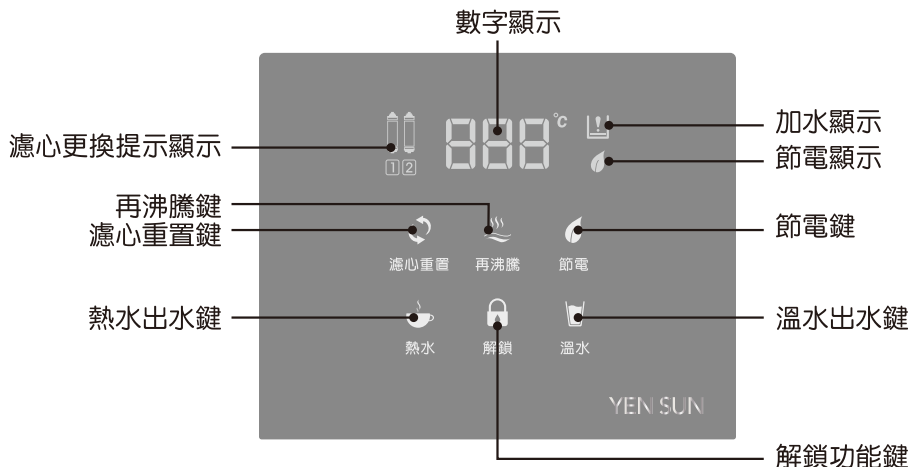 數字顯示
濾心更換提示顯示
1 2
888 °C
加水顯示
節電顯示
再沸騰鍵
濾心重置鍵
節電鍵
濾心重置 再沸騰 節電
熱水出水鍵
溫水出水鍵
熱水 解鎖 溫水
YEN SUN
解鎖功能鍵